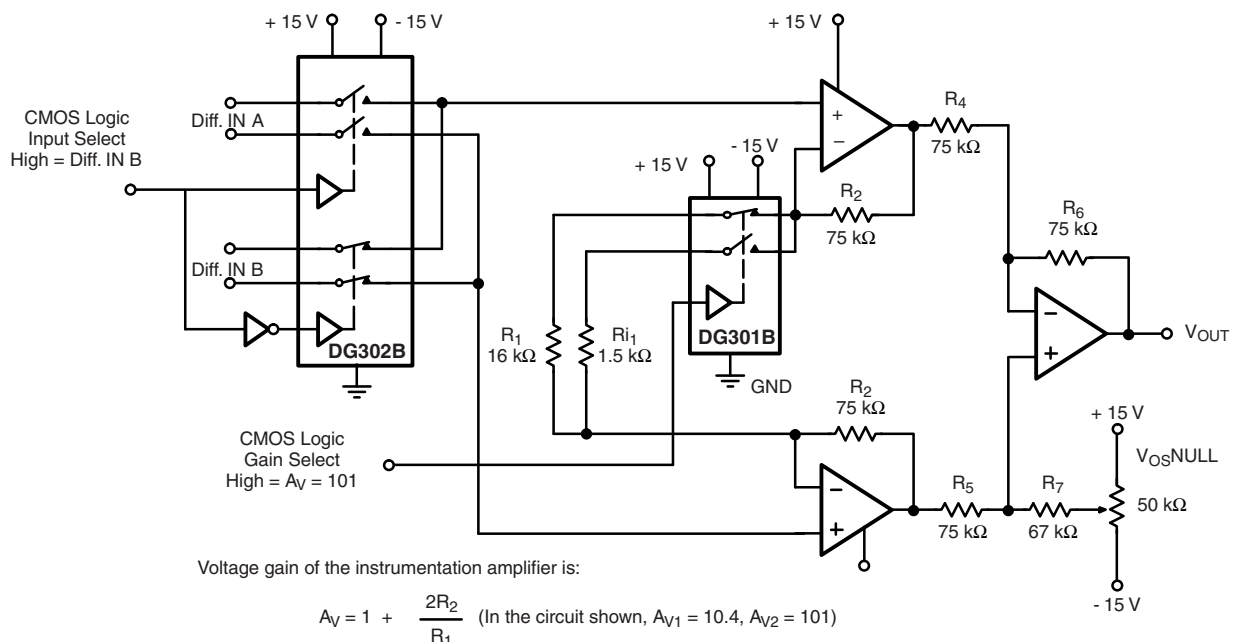 + 15 V
- 15 V
+ 15 V
CMOS Logic
Input Select
High = Diff. IN B
Diff. IN A
Diff. IN B
DG302B
+
−
R4
75 kΩ
+ 15 V
- 15 V
R2
75 kΩ
R6
75 kΩ
R1
16 kΩ
Ri1
1.5 kΩ
DG301B
GND
−
+
VOUT
CMOS Logic
Gain Select
High = AV = 101
R2
75 kΩ
−
+
R5
75 kΩ
R7
67 kΩ
+ 15 V
VOSNULL
50 kΩ
- 15 V
Voltage gain of the instrumentation amplifier is:
AV = 1 + 2R2
R1
(In the circuit shown, AV1 = 10.4, AV2 = 101)